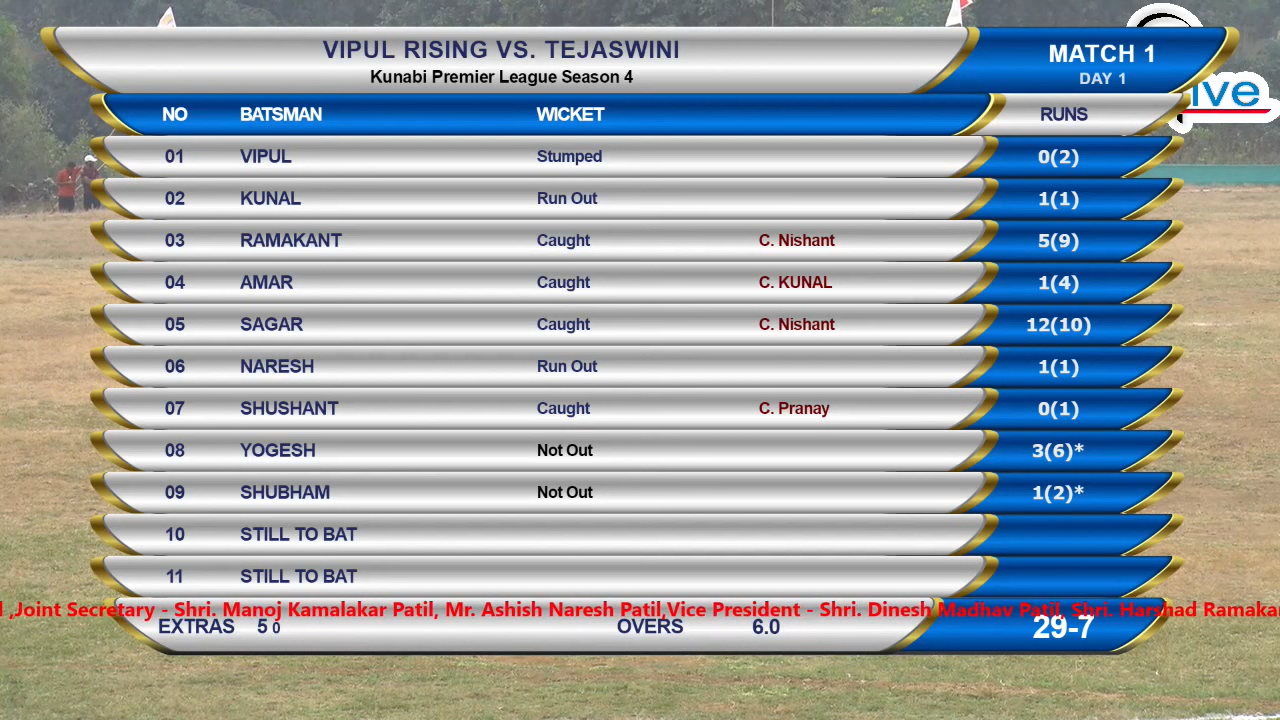 VIPUL RISING VS. TEJASWINI
Kunabi Premier League Season 4
MATCH 1
DAY 1
ive
NO BATSMAN WICKET RUNS
01 VIPUL Stumped 0(2)
02 KUNAL Run Out 1(1)
03 RAMAKANT Caught C. Nishant 5(9)
04 AMAR Caught C. KUNAL 1(4)
05 SAGAR Caught C. Nishant 12(10)
06 NARESH Run Out 1(1)
07 SHUSHANT Caught C. Pranay 0(1)
08 YOGESH Not Out 3(6)*
09 SHUBHAM Not Out 1(2)*
10 STILL TO BAT
11 STILL TO BAT
l ,Joint Secretary - Shri. Manoj Kamalakar Patil, Mr. Ashish Naresh Patil,Vice President - Shri. Dinesh Madhav Patil, Shri. Harshad Ramakar
EXTRAS 5 0 OVERS 6.0 29-7